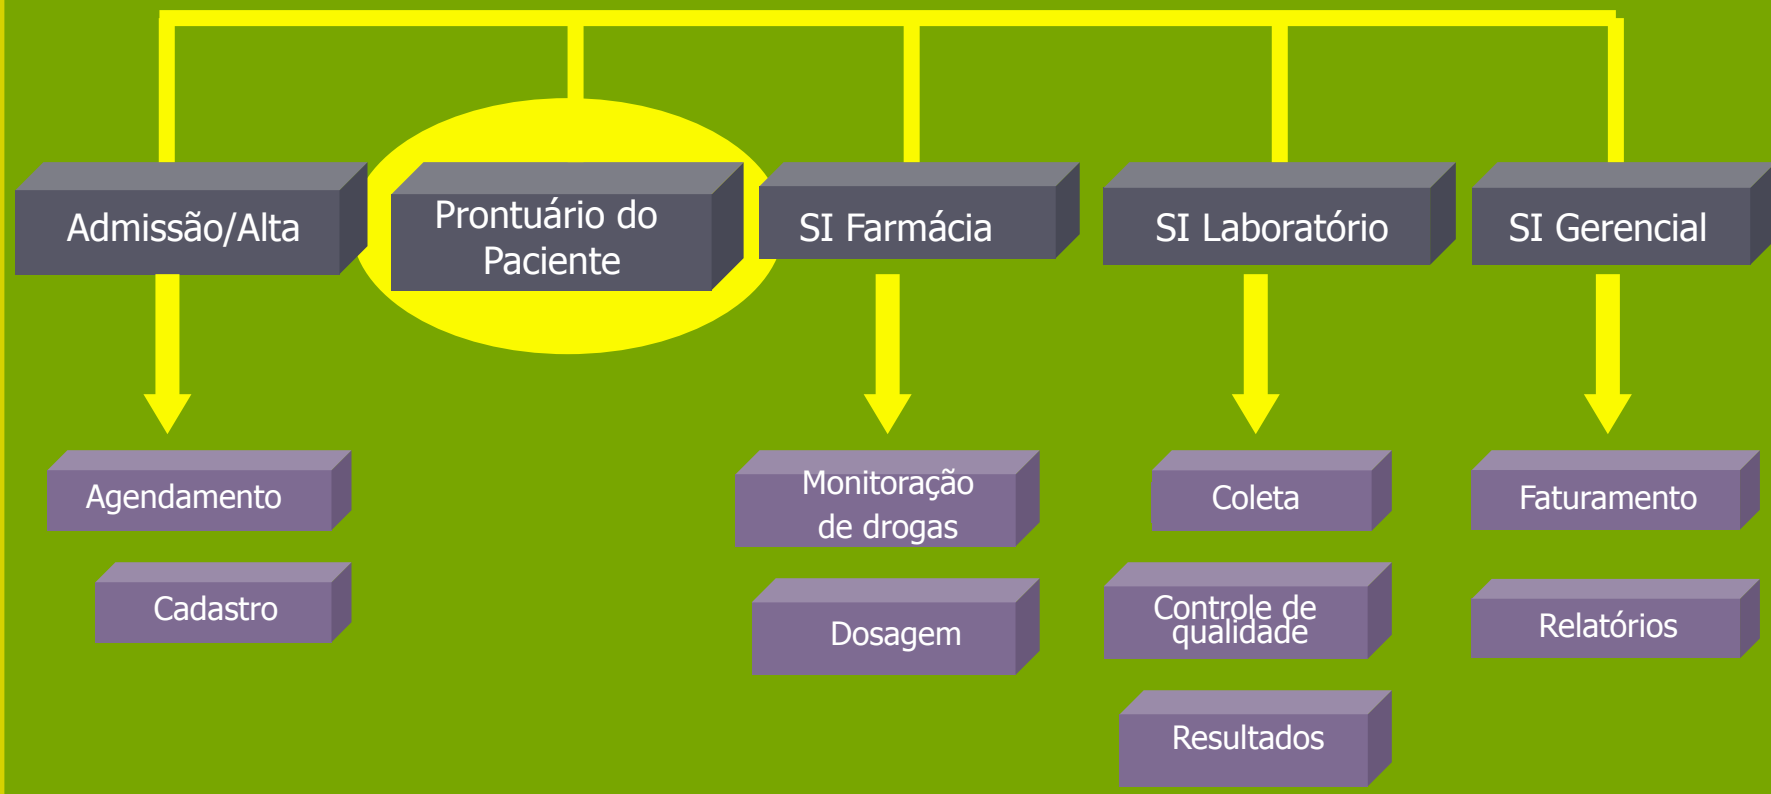 Admissão/Alta
Prontuário do
Paciente
SI Farmácia
SI Laboratório
SI Gerencial
Agendamento
Cadastro
Monitoração
de drogas
Dosagem
Coleta
Controle de
qualidade
Resultados
Faturamento
Relatórios